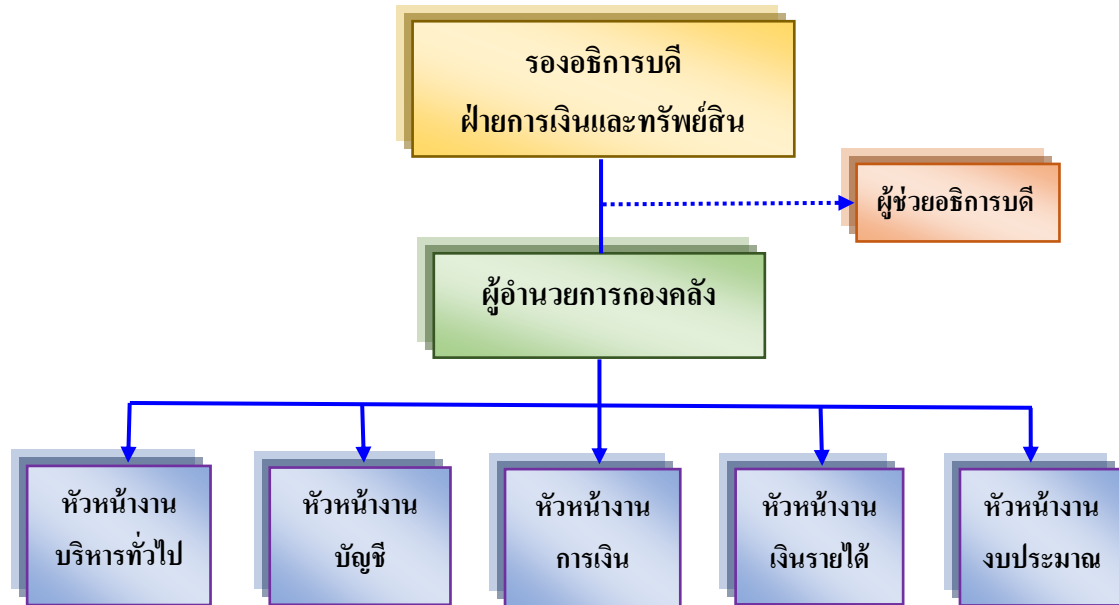 รองอธิการบดี
ฝ่ายการเงินและทรัพย์สิน
ผู้ช่วยอธิการบดี
ผู้อำนวยการกองคลัง
หัวหน้างาน
บริหารทั่วไป
หัวหน้างาน
บัญชี
หัวหน้างาน
การเงิน
หัวหน้างาน
เงินรายได้
หัวหน้างาน
งบประมาณ